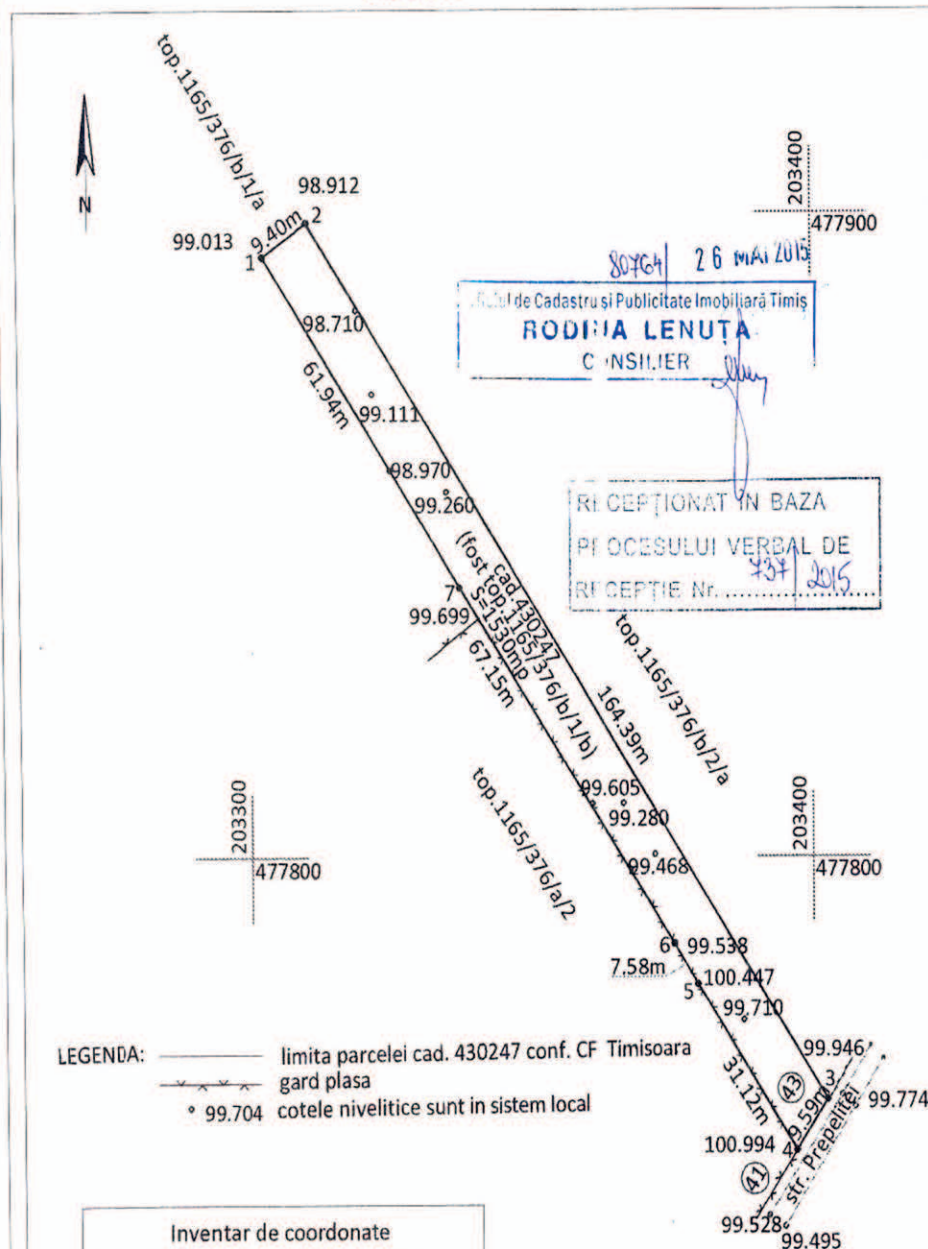 top.1165/376/b/1/a
N
98.912
2
9.40m
99.013
1
203400
477900
80764 26 MAI 2015
de Cadastru și Publicitate Imobiliară Timiș
LENUȚA
98.710
61.94m
99.111
98.970
99.260
RECEPȚIONAT IN BAZA
PROCESULUI VERBAL DE
RECEPTIE Nr. 737/2015
cad.430247
(fost top.1165/376/b/1/b)
S=1530mp
7
99.699
67.15m
top.1165/376/b/2/a
164.39m
99.605
99.280
99.468
top.1165/376/a/2
203300
477800
203400
477800
6
99.538
7.58m
5
100.447
99.710
LEGENDA:
limita parcelei cad. 430247 conf. CF Timisoara
gard plasa
99.704 cotele nivelitice sunt in sistem local
99.946
3
43
31.12m
9.59m
99.774
100.994
4
41
str. Prepeliței
99.528
99.495
Inventar de coordonate